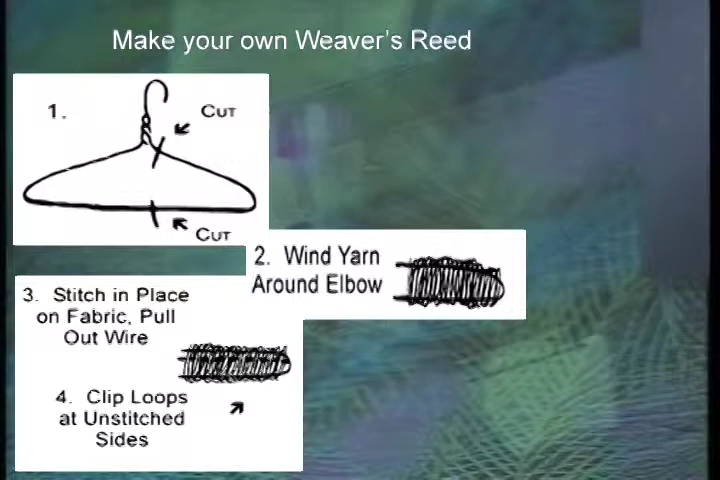 Make your own Weaver's Reed
1.
CUT
CUT
2. Wind Yarn
Around Elbow
3. Stitch in Place
on Fabric, Pull
Out Wire
4. Clip Loops
at Unstitched
Sides